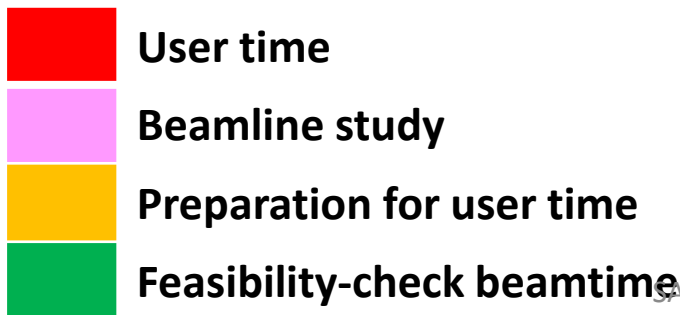 User time
Beamline study
Preparation for user time
Feasibility-check beamtime